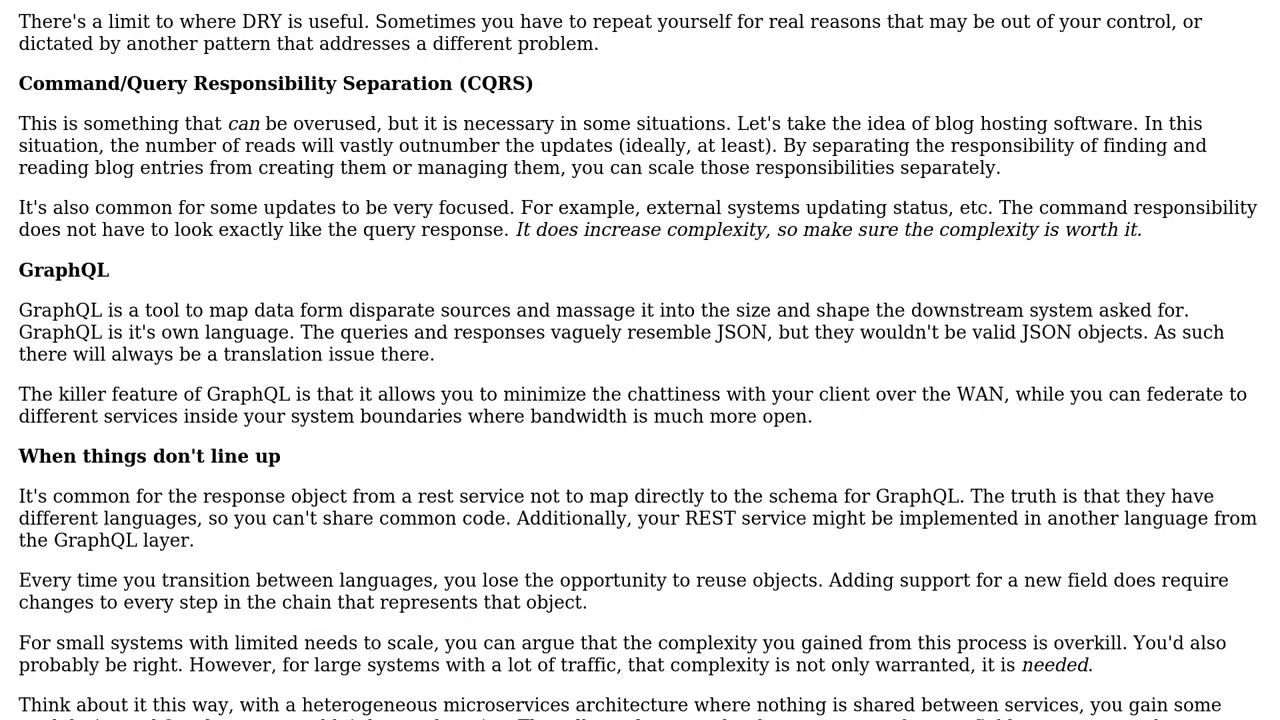 There's a limit to where DRY is useful. Sometimes you have to repeat yourself for real reasons that may be out of your control, or
dictated by another pattern that addresses a different problem.
Command/Query Responsibility Separation (CQRS)
This is something that can be overused, but it is necessary in some situations. Let's take the idea of blog hosting software. In this
situation, the number of reads will vastly outnumber the updates (ideally, at least). By separating the responsibility of finding and
reading blog entries from creating them or managing them, you can scale those responsibilities separately.
It's also common for some updates to be very focused. For example, external systems updating status, etc. The command responsibility
does not have to look exactly like the query response. It does increase complexity, so make sure the complexity is worth it.
GraphQL
GraphQL is a tool to map data form disparate sources and massage it into the size and shape the downstream system asked for.
GraphQL is it's own language. The queries and responses vaguely resemble JSON, but they wouldn't be valid JSON objects. As such
there will always be a translation issue there.
The killer feature of GraphQL is that it allows you to minimize the chattiness with your client over the WAN, while you can federate to
different services inside your system boundaries where bandwidth is much more open.
When things don't line up
It's common for the response object from a rest service not to map directly to the schema for GraphQL. The truth is that they have
different languages, so you can't share common code. Additionally, your REST service might be implemented in another language from
the GraphQL layer.
Every time you transition between languages, you lose the opportunity to reuse objects. Adding support for a new field does require
changes to every step in the chain that represents that object.
For small systems with limited needs to scale, you can argue that the complexity you gained from this process is overkill. You'd also
probably be right. However, for large systems with a lot of traffic, that complexity is not only warranted, it is needed.
Think about it this way, with a heterogeneous microservices architecture where nothing is shared between services, you gain some